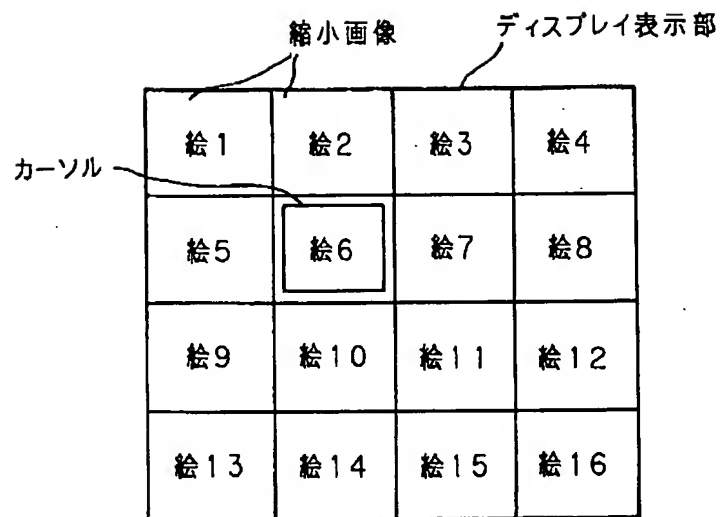 縮小画像
ディスプレイ表示部
絵1 絵2 絵3 絵4
カーソル
絵5 絵6 絵7 絵8
絵9 絵10 絵11 絵12
絵13 絵14 絵15 絵16